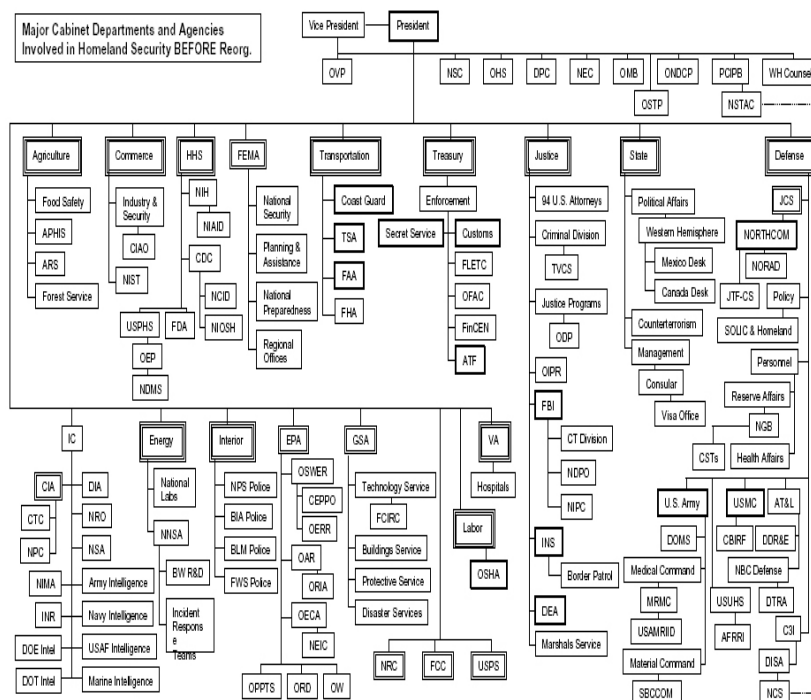 Major Cabinet Departments and Agencies
Involved in Homeland Security BEFORE Reorg.
Vice President
President
OVP
NSC
OHS
DPC
NEC
OMB
OSTP
ONDCP
PCIPB
NSTAC
WH Counsel
Agriculture
Commerce
HHS
FEMA
Transportation
Treasury
Justice
State
Defense
Food Safety
APHIS
ARS
Forest Service
Industry &
Security
CIAO
NIST
NIH
NIAID
CDC
NCID
NIOSH
USPHS
FDA
OEP
NDMS
National
Security
Planning &
Assistance
National
Preparedness
Regional
Offices
Coast Guard
TSA
FAA
FHA
Enforcement
Secret Service
Customs
FLETC
OFAC
FinCEN
ATF
94 U.S. Attorneys
Criminal Division
TVCS
Justice Programs
ODP
OIPR
FBI
CT Division
NDPO
NIPC
INS
Border Patrol
DEA
Marshals Service
Political Affairs
Western Hemisphere
Mexico Desk
Canada Desk
Counterterrorism
Management
Consular
Visa Office
JCS
NORTHCOM
NORAD
JTF-CS
Policy
SOLIC & Homeland
Personnel
Reserve Affairs
NGB
CSTs
Health Affairs
U.S. Army
USMC
AT&L
DOMS
CBIRF
DDR&E
Medical Command
NBC Defense
MRMC
USUHS
DTRA
USAMRIID
AFRRI
C3I
Material Command
DISA
SBCCOM
NCS
IC
CIA
CTC
NPC
DIA
NRO
NSA
NIMA
Army Intelligence
INR
Navy Intelligence
DOE Intel
USAF Intelligence
DOT Intel
Marine Intelligence
Energy
National
Labs
NNSA
BW R&D
Incident
Respons
e
Teams
Interior
NPS Police
BIA Police
BLM Police
FWS Police
EPA
OSWER
CEPPO
OERR
OAR
ORIA
OECA
NEIC
OPPTS
ORD
OW
GSA
Technology Service
FCIRC
Buildings Service
Protective Service
Disaster Services
NRC
FCC
USPS
Labor
OSHA
VA
Hospitals